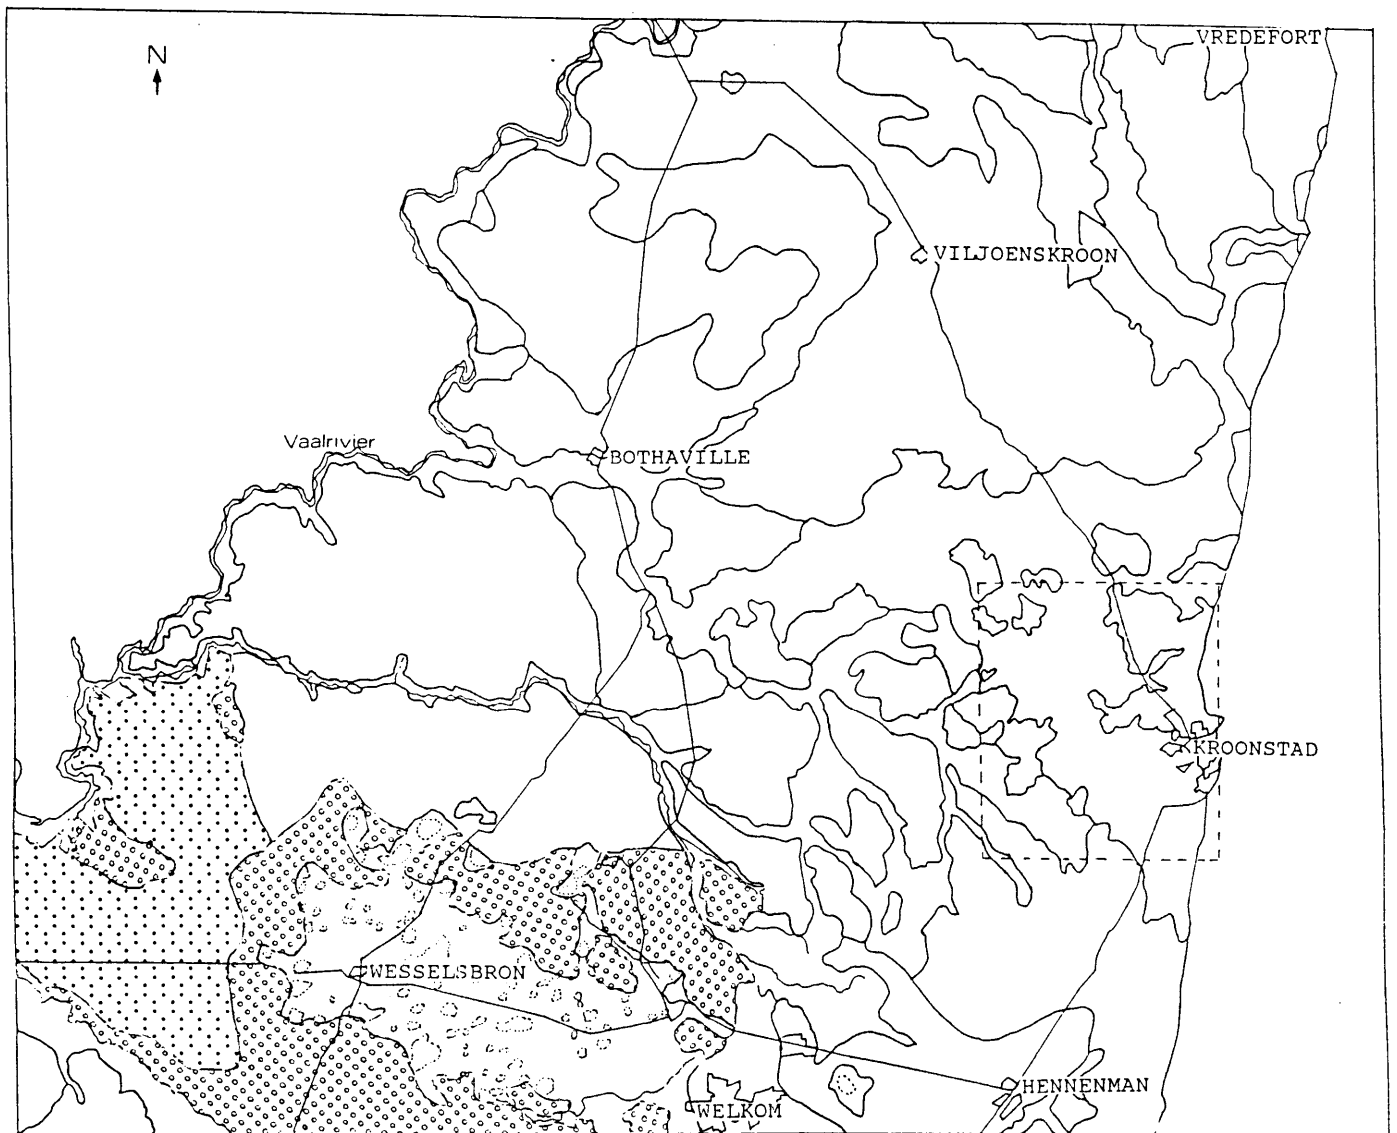 N
VREDEFORT
VILJOENSKROON
Vaalrivier
BOTHAVILLE
KROONSTAD
WESSELSBRON
HENNENMAN
WELKOM